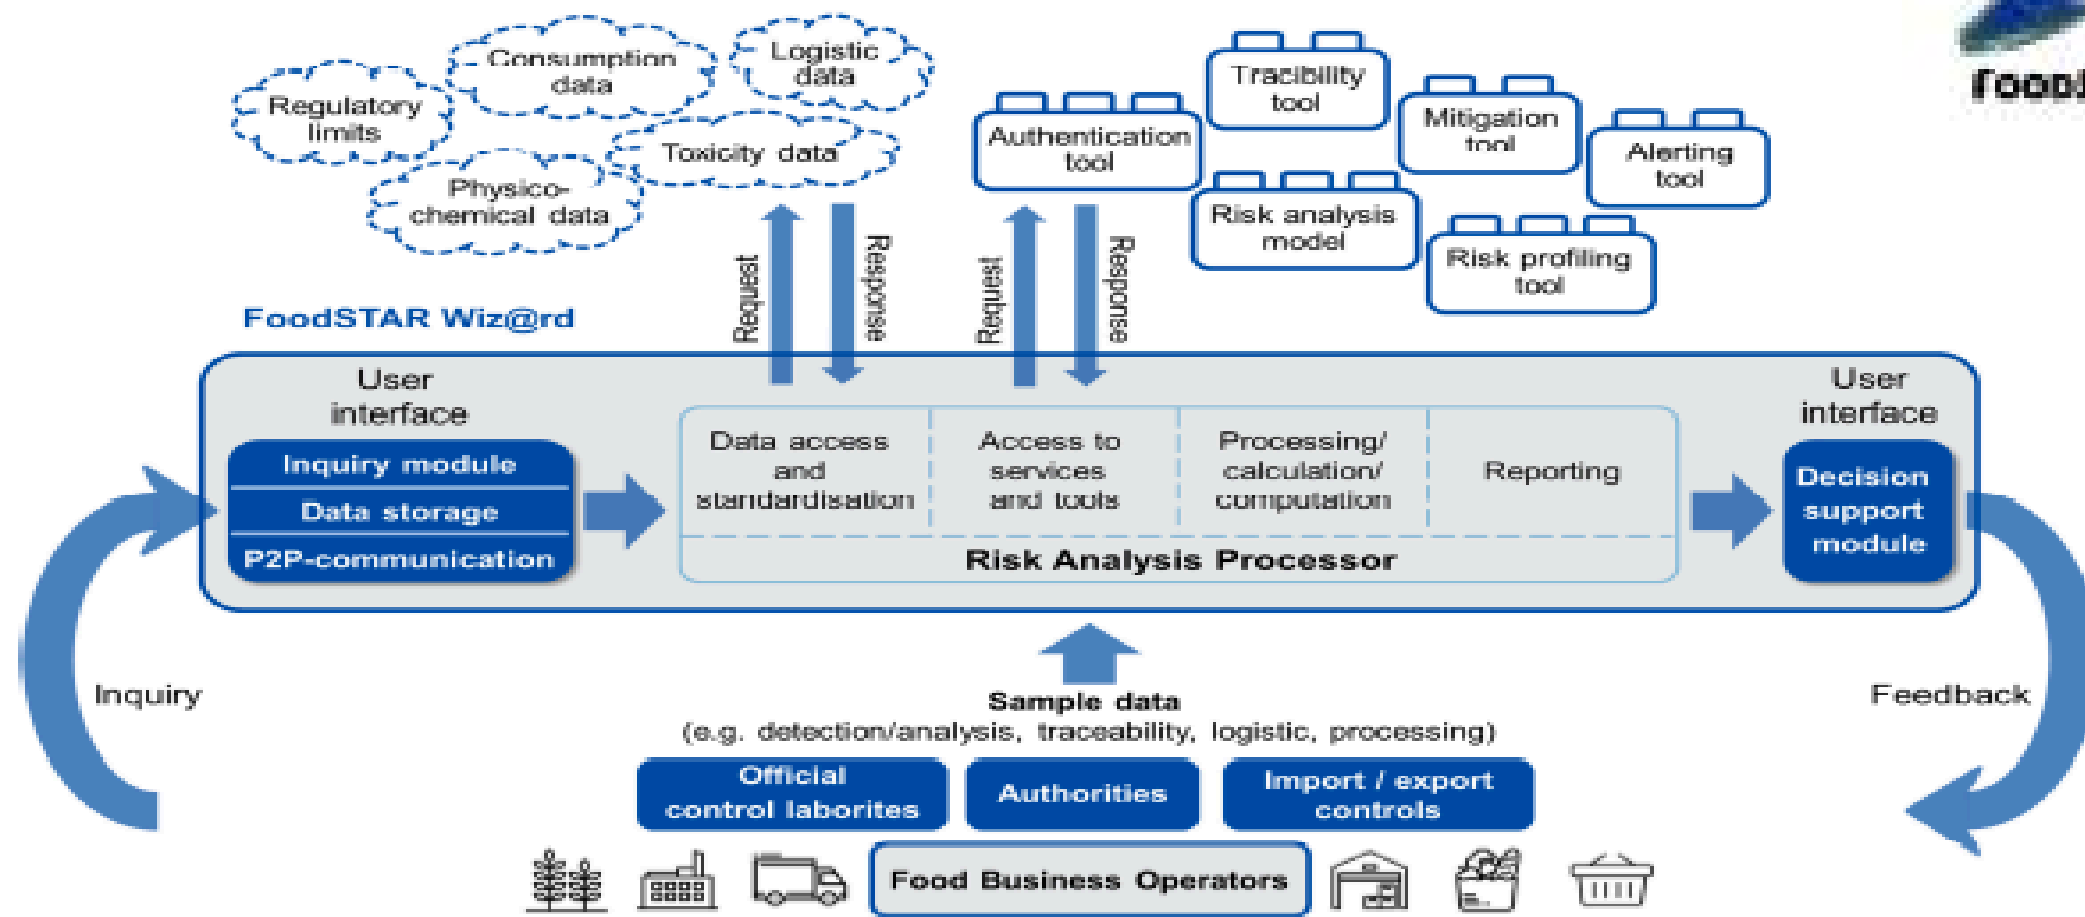 Consumption
data
Logistic
data
Regulatory
limits
Toxicity data
Physico-
chemical data
Tracibility
tool
Authentication
tool
Mitigation
tool
Alerting
tool
Risk analysis
model
Risk profiling
tool
Request
Response
Request
Response
FoodSTAR Wiz@rd
User
interface
Inquiry module
Data storage
P2P-communication
Data access
and
standardisation
Access to
services
and tools
Processing/
calculation/
computation
Reporting
Risk Analysis Processor
User
interface
Decision
support
module
Inquiry
Feedback
Sample data
(e.g. detection/analysis, traceability, logistic, processing)
Official
control laborites
Authorities
Import / export
controls
Food Business Operators